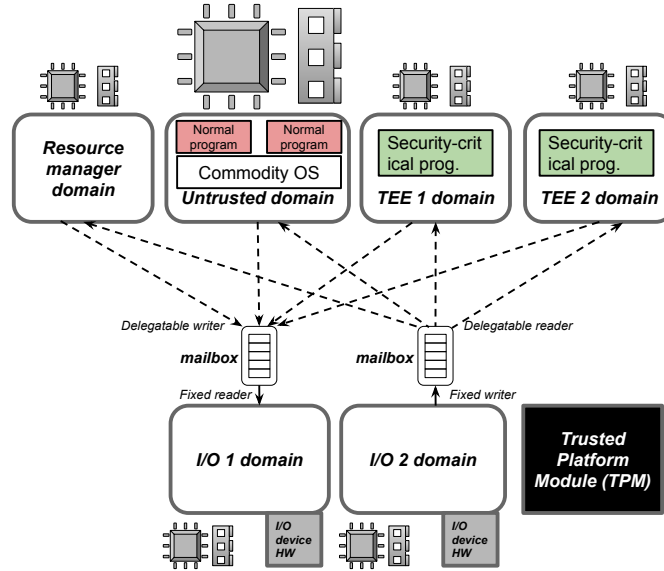 Resource
manager
domain
Normal
program
Normal
program
Commodity OS
Untrusted domain
Security-crit
ical prog.
TEE 1 domain
Security-crit
ical prog.
TEE 2 domain
Delegatable writer
mailbox
Fixed reader
Delegatable reader
mailbox
Fixed writer
I/O 1 domain
I/O 2 domain
Trusted
Platform
Module (TPM)
I/O
device
HW
I/O
device
HW